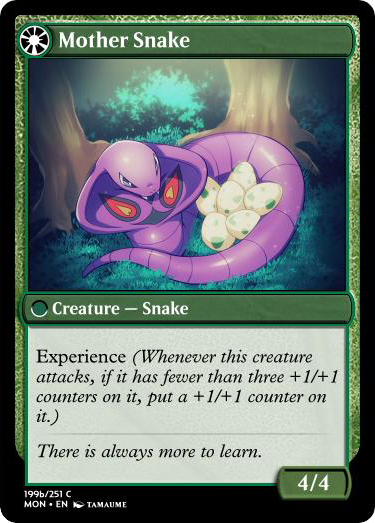 Mother Snake
Creature — Snake
Experience (Whenever this creature
attacks, if it has fewer than three +1/+1
counters on it, put a +1/+1 counter on
it.)
There is always more to learn.
4/4
199b/251 C
MON • EN TAMAUME